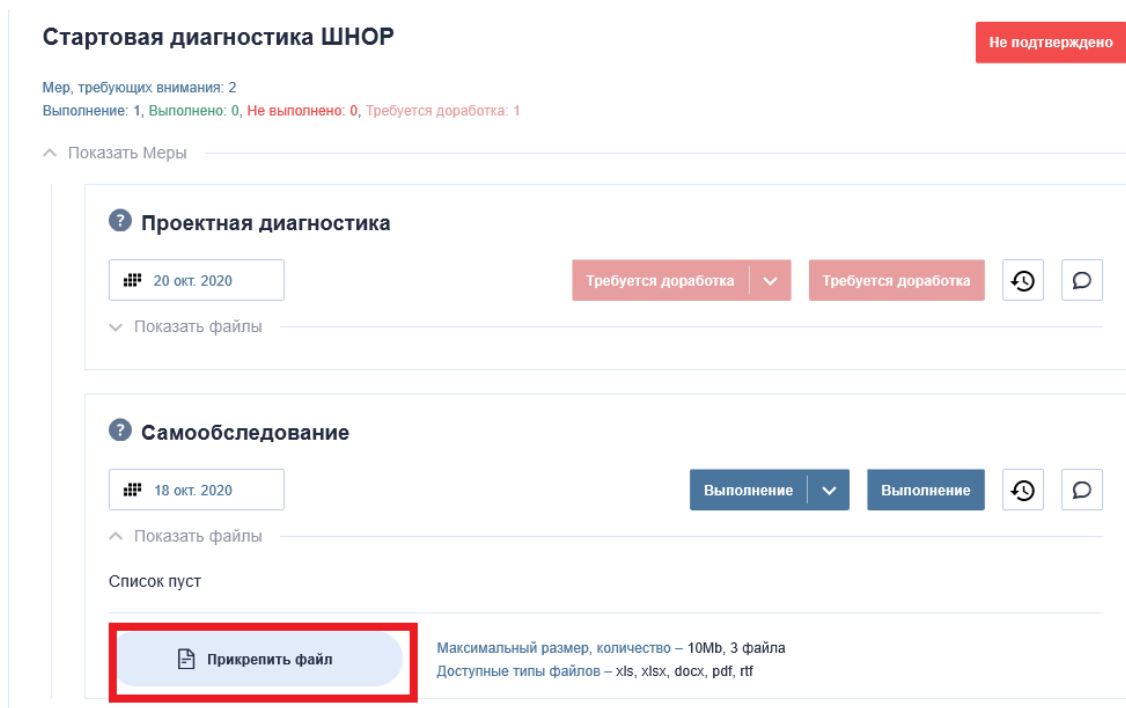 Стартовая диагностика ШНОР
Не подтверждено
Мер, требующих внимания: 2
Выполнение: 1, Выполнено: 0, Не выполнено: 0, Требуется доработка: 1
Показать Меры
? Проектная диагностика
20 окт. 2020
Требуется доработка
Требуется доработка
Показать файлы
? Самообследование
18 окт. 2020
Выполнение
Выполнение
Показать файлы
Список пуст
Прикрепить файл
Максимальный размер, количество – 10Mb, 3 файла
Доступные типы файлов – xls, xlsx, docx, pdf, rtf